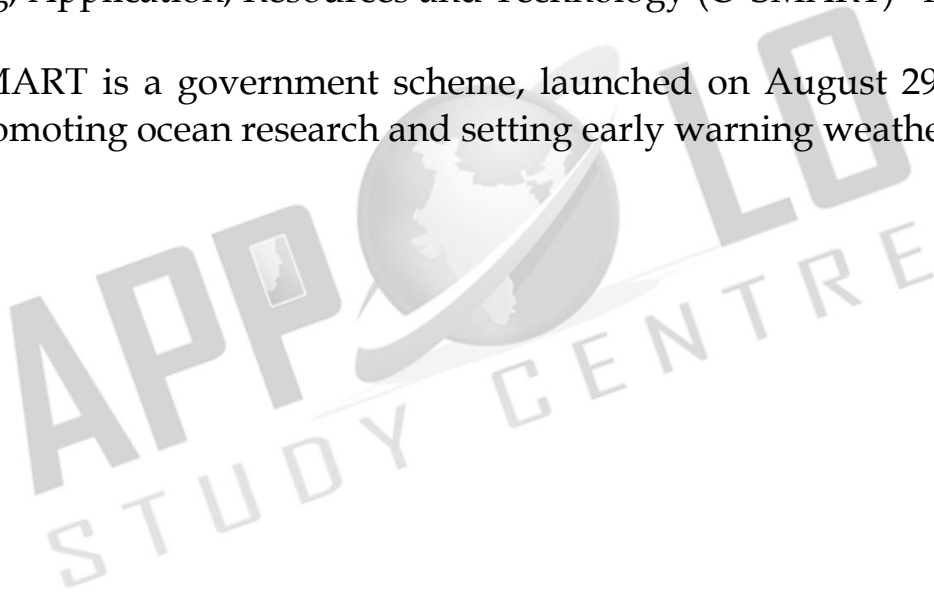 g, Application, Resources and Technology (O-SMART)
MART is a government scheme, launched on August 29
omoting ocean research and setting early warning weathe
APPOLO
STUDY CENTRE